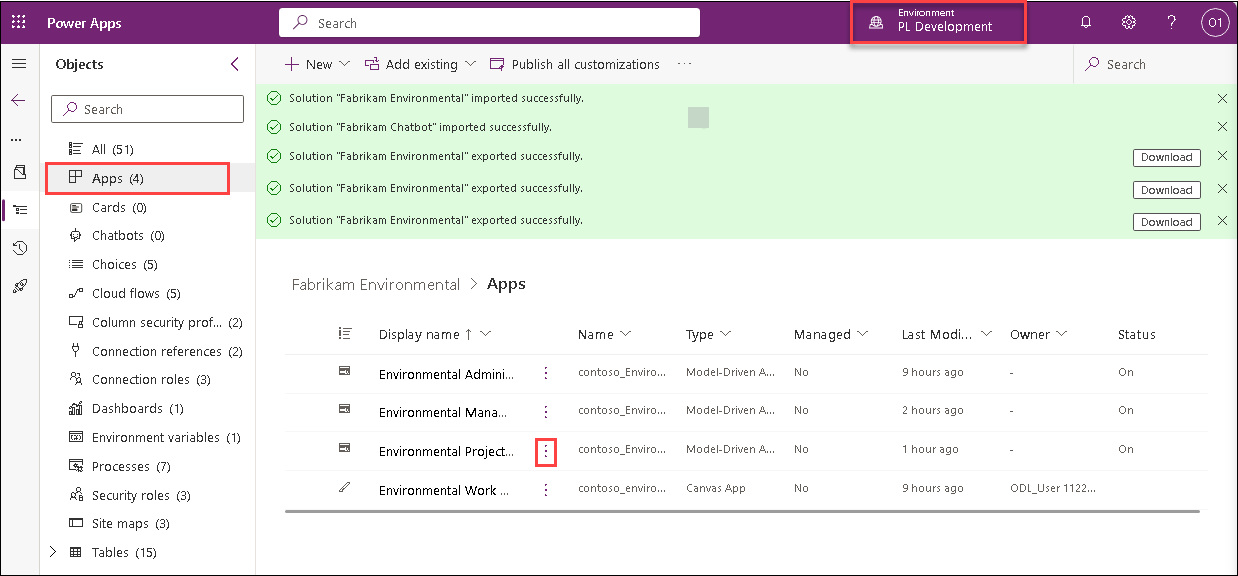 Power Apps
Search
Environment
PL Development
?
O1
Objects
New
Add existing
Publish all customizations
...
Search
Search
Solution "Fabrikam Environmental" imported successfully.
Solution "Fabrikam Chatbot" imported successfully.
Solution "Fabrikam Environmental" exported successfully.
Download
Solution "Fabrikam Environmental" exported successfully.
Download
Solution "Fabrikam Environmental" exported successfully.
Download
All (51)
Apps (4)
Cards (0)
Chatbots (0)
Choices (5)
Cloud flows (5)
Column security prof... (2)
Connection references (2)
Connection roles (3)
Dashboards (1)
Environment variables (1)
Processes (7)
Security roles (3)
Site maps (3)
Tables (15)
Fabrikam Environmental > Apps
Display name ↑ Name Type Managed Last Modi... Owner Status
Environmental Admini... contoso_Enviro... Model-Driven A... No 9 hours ago - On
Environmental Mana... contoso_Enviro... Model-Driven A... No 2 hours ago - On
Environmental Project... contoso_Enviro... Model-Driven A... No 1 hour ago - On
Environmental Work ... contoso_enviro... Canvas App No 9 hours ago ODL_User 1122...